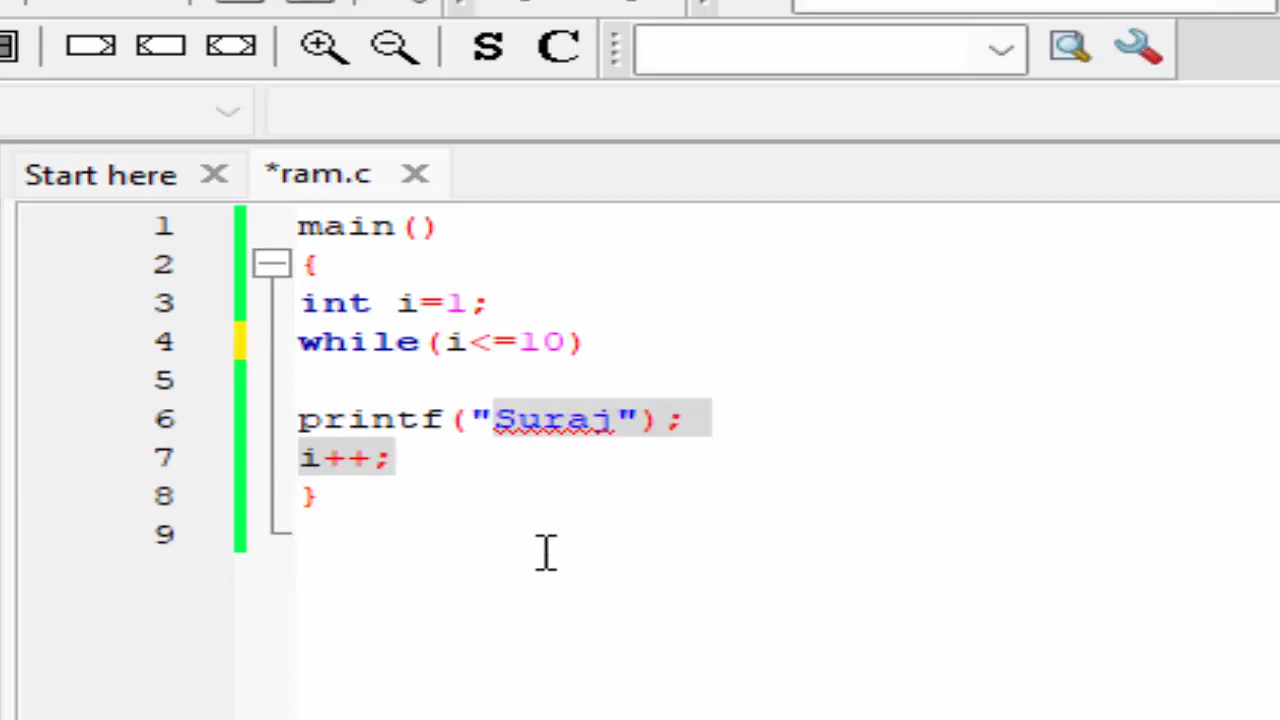 S C
Start here *ram.c
1 main()
2 {
3 int i=1;
4 while(i<=10)
5
6 printf("Suraj");
7 i++;
8 }
9